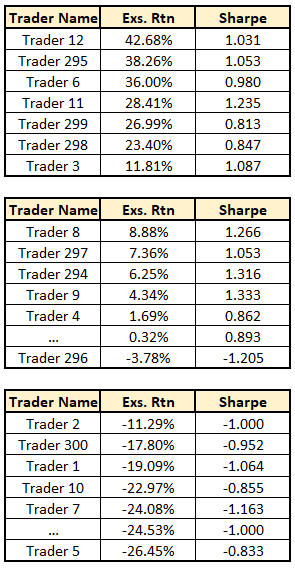 Trader Name Exs. Rtn Sharpe
Trader 12 42.68% 1.031
Trader 295 38.26% 1.053
Trader 6 36.00% 0.980
Trader 11 28.41% 1.235
Trader 299 26.99% 0.813
Trader 298 23.40% 0.847
Trader 3 11.81% 1.087
Trader Name Exs. Rtn Sharpe
Trader 8 8.88% 1.266
Trader 297 7.36% 1.053
Trader 294 6.25% 1.316
Trader 9 4.34% 1.333
Trader 4 1.69% 0.862
... 0.32% 0.893
Trader 296 -3.78% -1.205
Trader Name Exs. Rtn Sharpe
Trader 2 -11.29% -1.000
Trader 300 -17.80% -0.952
Trader 1 -19.09% -1.064
Trader 10 -22.97% -0.855
Trader 7 -24.08% -1.163
... -24.53% -1.000
Trader 5 -26.45% -0.833